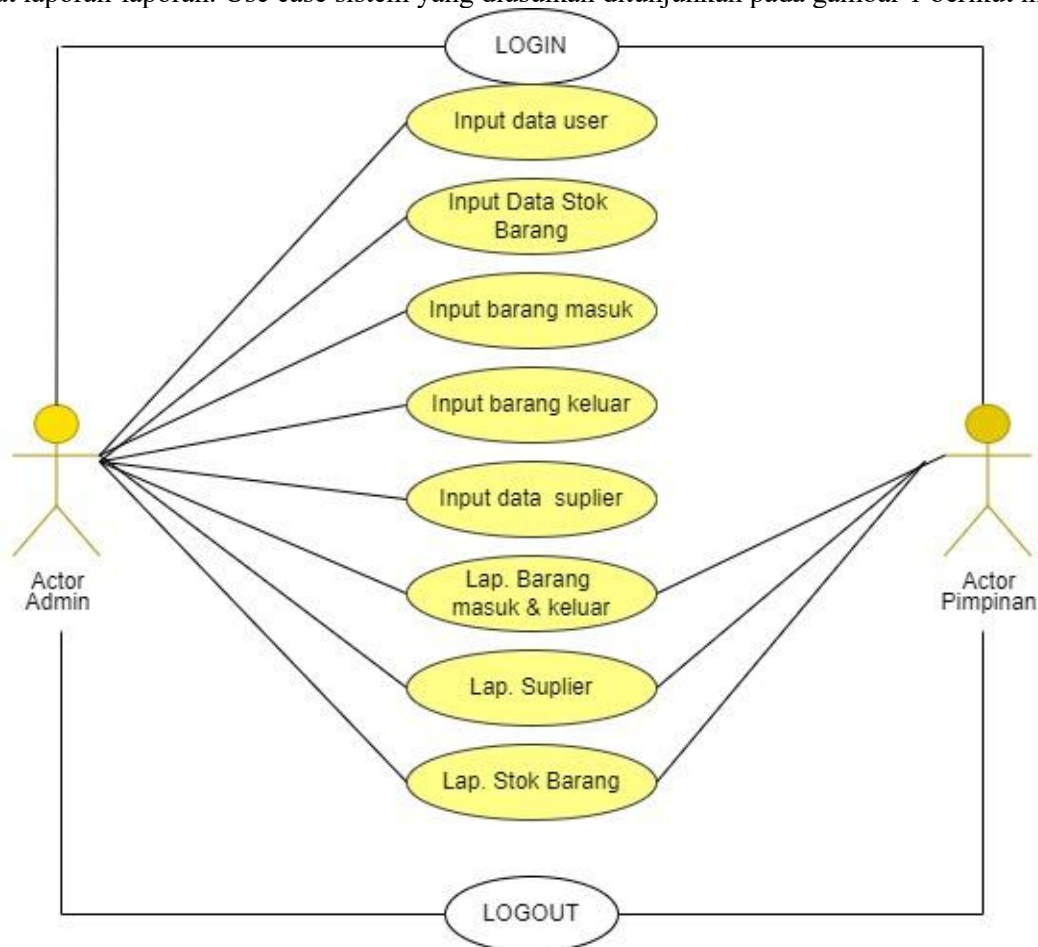 laporan-laporan. Use case sistem yang diusulkan ditunjukkan pada gambar 1 berikut
LOGIN
Input data user
Input Data Stok
Barang
Input barang masuk
Input barang keluar
Input data suplier
Lap. Barang
masuk & keluar
Lap. Suplier
Lap. Stok Barang
Actor
Admin
Actor
Pimpinan
LOGOUT